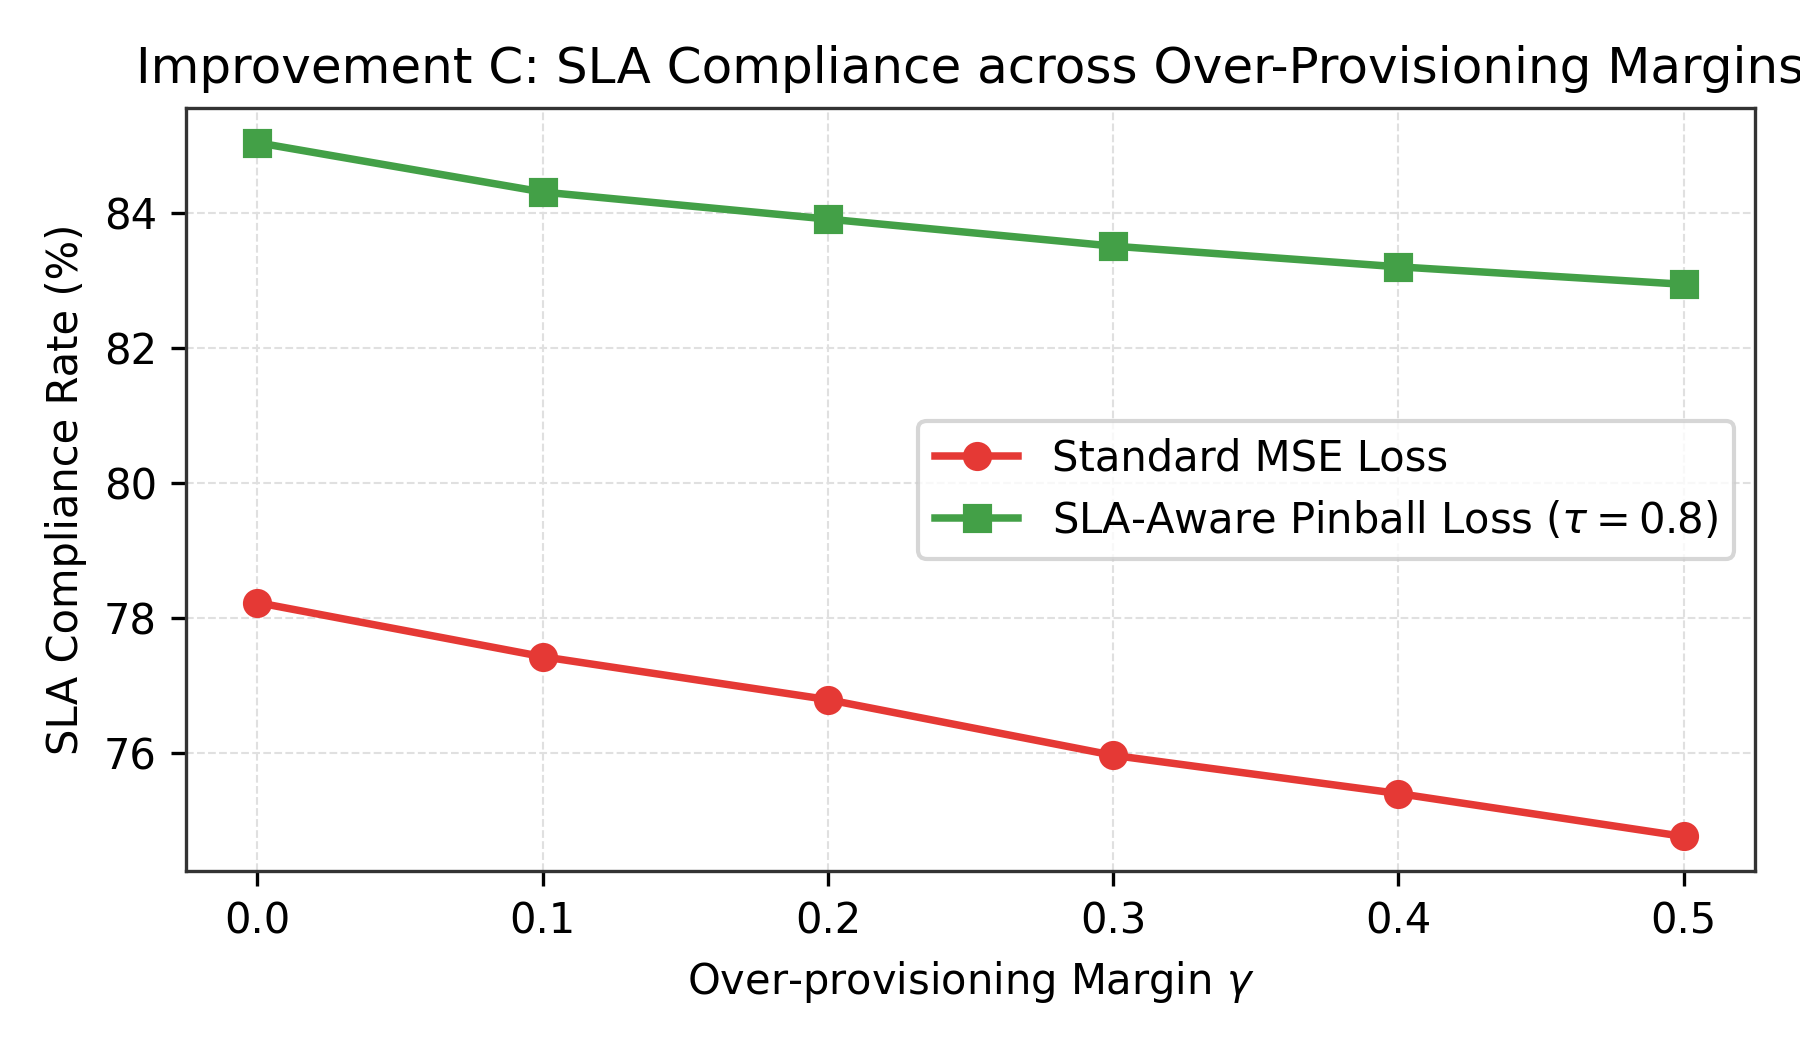 Improvement C: SLA Compliance across Over-Provisioning Margins
SLA Compliance Rate (%)
84
82
80
78
76
Standard MSE Loss
SLA-Aware Pinball Loss (τ = 0.8)
0.0
0.1
0.2
0.3
0.4
0.5
Over-provisioning Margin γ